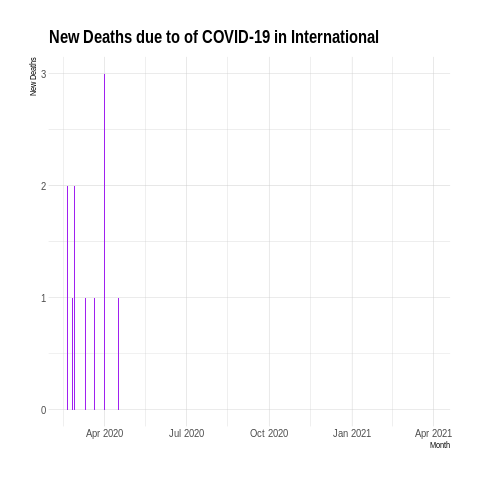 New Deaths due to of COVID-19 in International
New Deaths
3
2
1
0
Apr 2020 Jul 2020 Oct 2020 Jan 2021 Apr 2021
Month